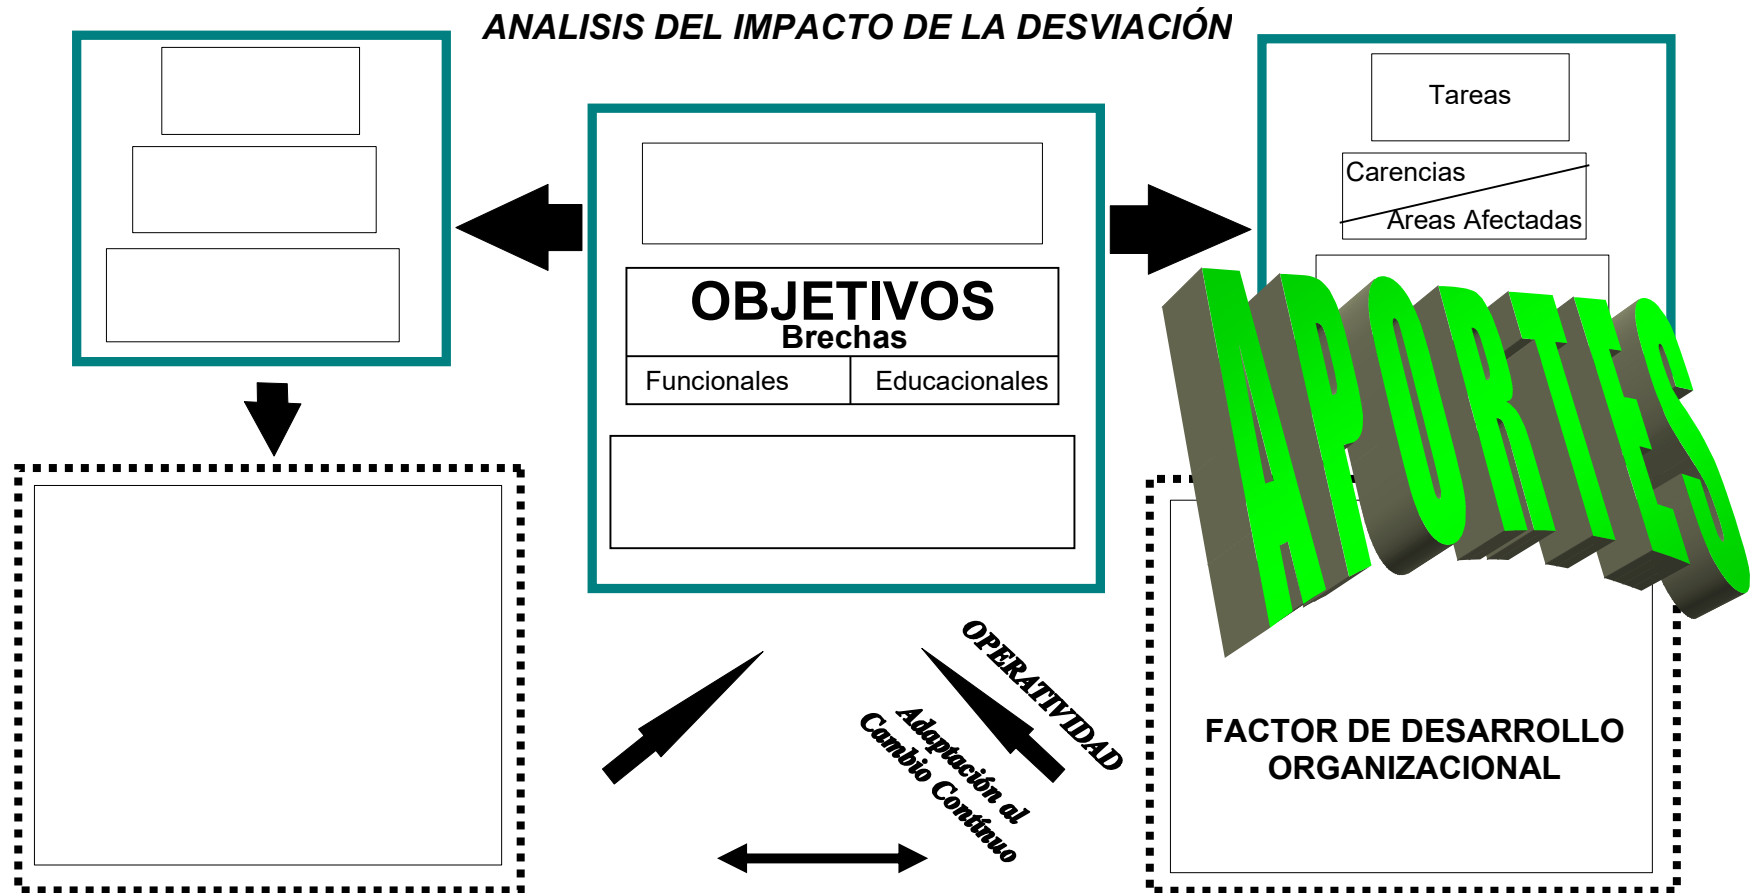 ANALISIS DEL IMPACTO DE LA DESVIACIÓN
Tareas
Carencias
Areas Afectadas
OBJETIVOS
Brechas
Funcionales Educacionales
APORTES
OPERATIVIDAD
Adaptación al
Cambio Contínuo
FACTOR DE DESARROLLO
ORGANIZACIONAL